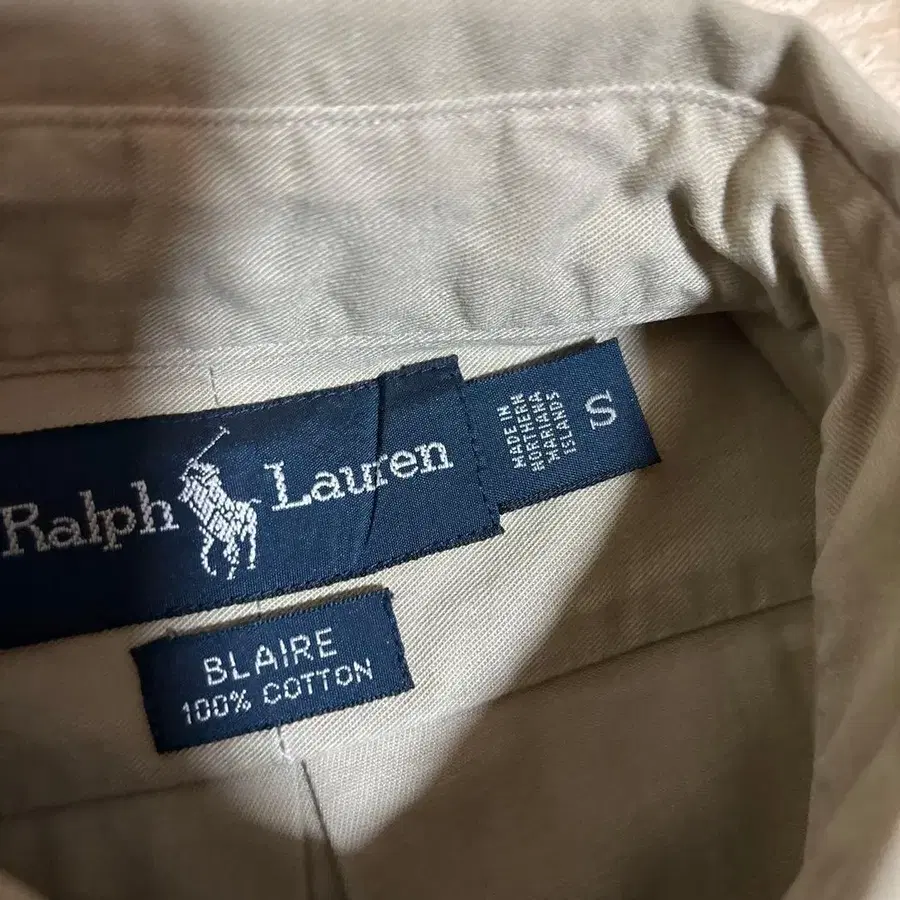 Ralph Lauren
MADE IN
NORTHERN
MARIANA
ISLANDS
S
BLAIRE
100% COTTON